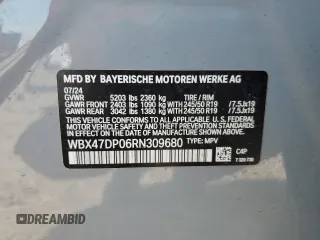 MFD. BY BAYERISCHE MOTOREN WERKE AG
07/24
GVWR 5203 lbs 2360 kg TIRE / RIM
GAWR FRONT 2403 lbs 1090 kg 245/50 R19 /7.5Jx19
GAWR REAR 3042 lbs 1380 kg 245/50 R19 /7.5Jx19
THIS VEHICLE CONFORMS TO ALL APPLICABLE U.S. FEDERAL
MOTOR VEHICLE SAFETY, BUMPER, AND THEFT PREVENTION
STANDARDS IN EFFECT ON THE DATE OF MANUFACTURE
SHOWN ABOVE.
WBX47DP06RN309680 TYPE: MPV
C4P
DREAMBID
DREAMBID.COM